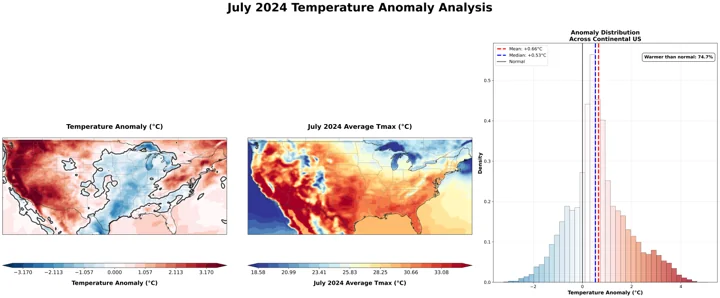 July 2024 Temperature Anomaly Analysis
Temperature Anomaly (°C)
−3.170 −2.113 −1.057 0.000 1.057 2.113 3.170
Temperature Anomaly (°C)
July 2024 Average Tmax (°C)
18.58 20.99 23.41 25.83 28.25 30.66 33.08
July 2024 Average Tmax (°C)
Anomaly Distribution
Across Continental US
Mean: +0.66°C
Median: +0.53°C
Normal
Warmer than normal: 74.7%
Density
0.5
0.4
0.3
0.2
0.1
0.0
−2 0 2 4
Temperature Anomaly (°C)